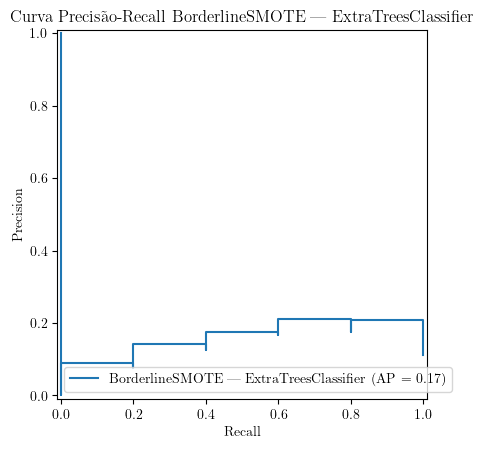 Curva Precisão-Recall BorderlineSMOTE — ExtraTreesClassifier
1.0
0.8
0.6
0.4
0.2
0.0
Precision
BorderlineSMOTE — ExtraTreesClassifier (AP = 0.17)
0.0 0.2 0.4 0.6 0.8 1.0
Recall